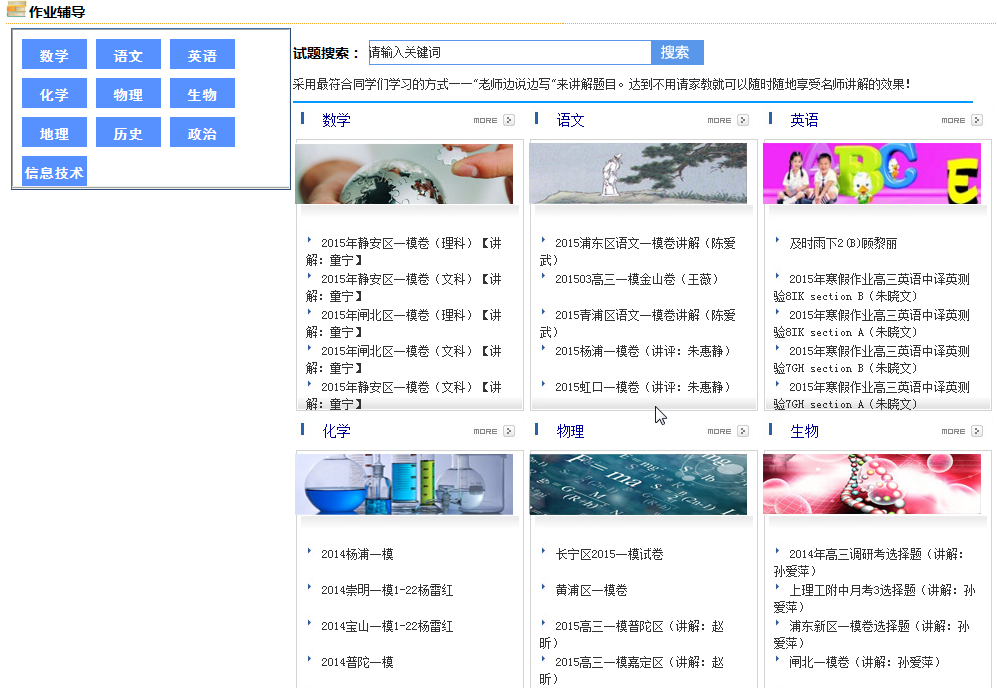 作业辅导
数学 语文 英语
化学 物理 生物
地理 历史 政治
信息技术
试题搜索： 请输入关键词 搜索
采用最符合同学们学习的方式——“老师边说边写”来讲解题目。达到不用请家教就可以随时随地享受名师讲解的效果！
数学 MORE
2015年静安区一模卷（理科）【讲
解：童宁】
2015年静安区一模卷（文科）【讲
解：童宁】
2015年闸北区一模卷（理科）【讲
解：童宁】
2015年闸北区一模卷（文科）【讲
解：童宁】
2015年静安区一模卷（文科）【讲
解：童宁】
语文 MORE
2015浦东区语文一模卷讲解（陈爱
武）
201503高三一模金山卷（王薇）
2015青浦区语文一模卷讲解（陈爱
武）
2015杨浦一模卷（讲评：朱惠静）
2015虹口一模卷（讲评：朱惠静）
英语 MORE
BC
E
及时雨下2(B)顾黎丽
2015年寒假作业高三英语中译英测
验8IK section B（朱晓文）
2015年寒假作业高三英语中译英测
验8IK section A（朱晓文）
2015年寒假作业高三英语中译英测
验7GH section B（朱晓文）
2015年寒假作业高三英语中译英测
验7GH section A（朱晓文）
化学 MORE
2014杨浦一模
2014崇明一模1-22杨雷红
2014宝山一模1-22杨雷红
2014普陀一模
物理 MORE
F=ma
长宁区2015一模试卷
黄浦区一模卷
2015高三一模普陀区（讲解：赵
昕）
2015高三一模嘉定区（讲解：赵
昕）
生物 MORE
2014年高三调研考选择题（讲解：
孙爱萍）
上理工附中月考3选择题（讲解：孙
爱萍）
浦东新区一模卷选择题（讲解：孙
爱萍）
闸北一模卷（讲解：孙爱萍）